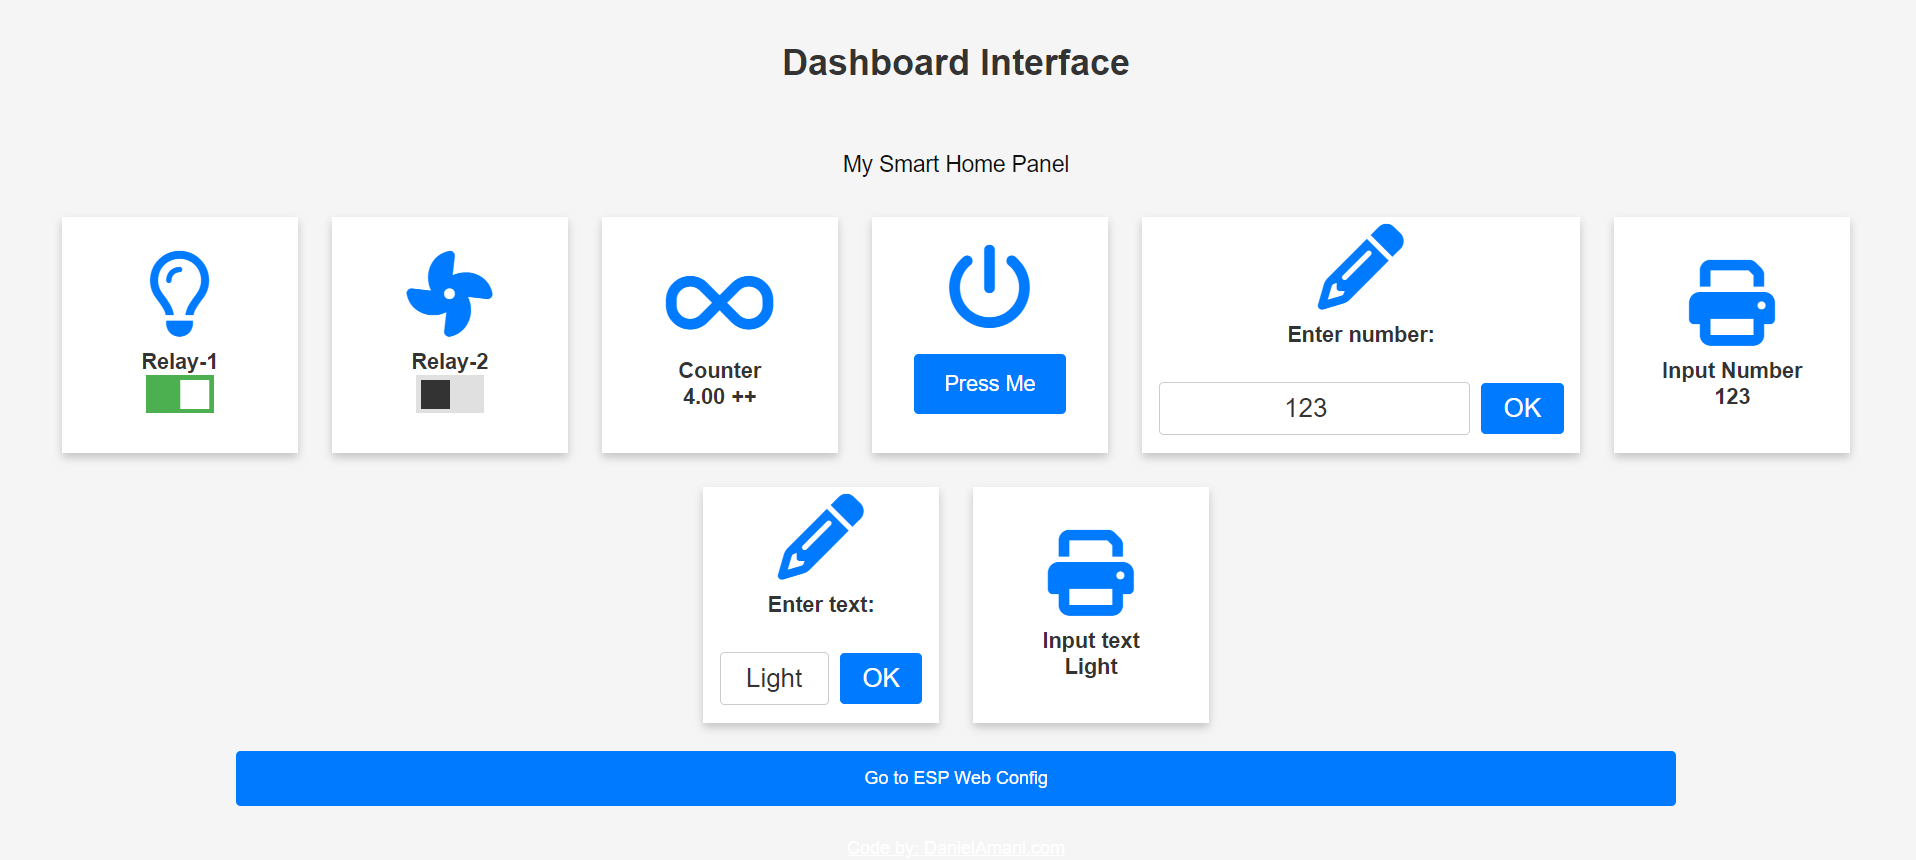 Dashboard Interface
My Smart Home Panel
Relay-1
Relay-2
Counter
4.00 ++
Press Me
Enter number:
123
OK
Input Number
123
Enter text:
Light
OK
Input text
Light
Go to ESP Web Config
Code by: DanielAmani.com